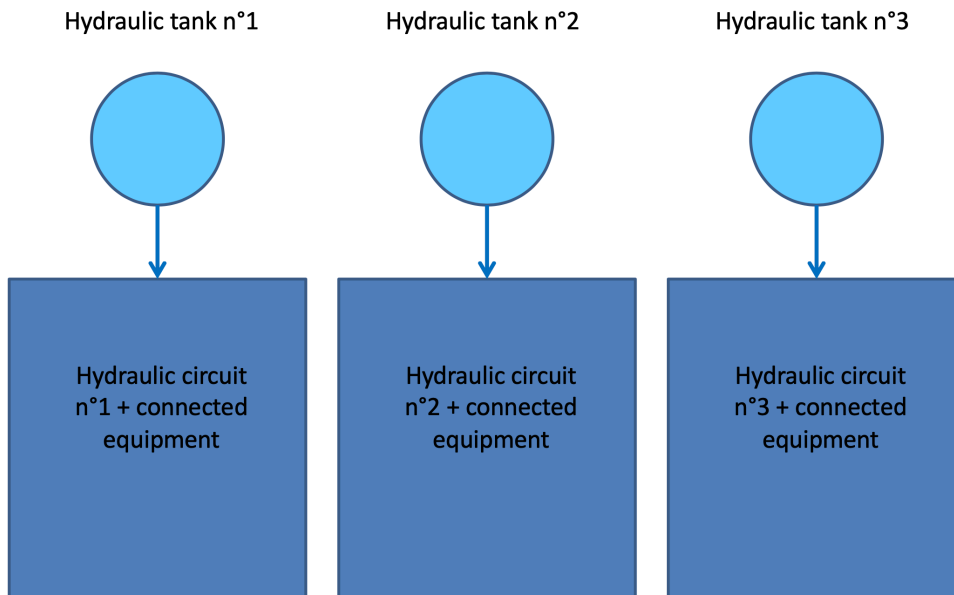 Hydraulic tank n°1
Hydraulic tank n°2
Hydraulic tank n°3
Hydraulic circuit
n°1 + connected
equipment
Hydraulic circuit
n°2 + connected
equipment
Hydraulic circuit
n°3 + connected
equipment